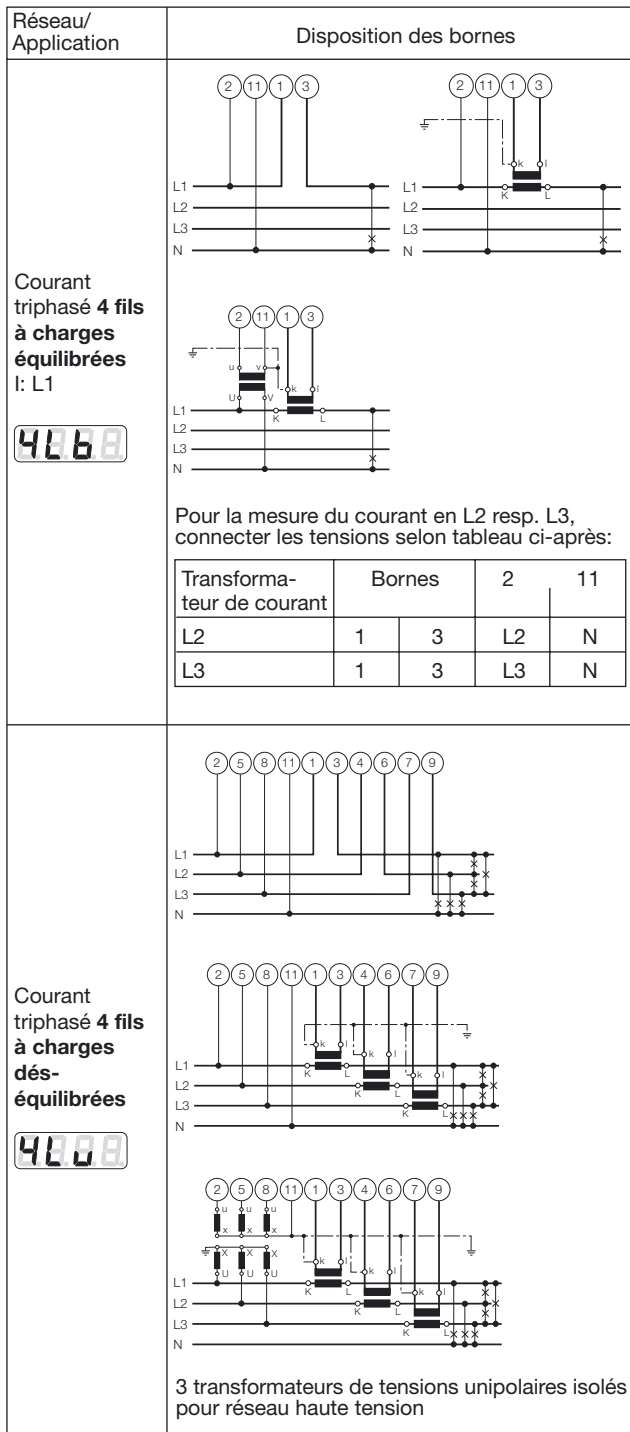 Réseau/
Application
Disposition des bornes
Courant
triphasé 4 fils
à charges
équilibrées
I: L1
4Lb
2 11 1 3
k l
L1 K L
L2
L3
N
2 11 1 3
L1
L2
L3
N
2 11 1 3
u v
k l
U V
L1 K L
L2
L3
N
Pour la mesure du courant en L2 resp. L3,
connecter les tensions selon tableau ci-après:
Transforma-
teur de courant
Bornes 2 11
L2 1 3 L2 N
L3 1 3 L3 N
Courant
triphasé 4 fils
à charges
dés-
équilibrées
4Lu
2 5 8 11 1 3 4 6 7 9
L1
L2
L3
N
2 5 8 11 1 3 4 6 7 9
k l
k l
k l
L1 K L
L2 K L
L3 K L
N
2 5 8 11 1 3 4 6 7 9
u u u
x x x
X X X
U U U
k l
k l
k l
L1 K L
L2 K L
L3 K L
N
3 transformateurs de tensions unipolaires isolés
pour réseau haute tension